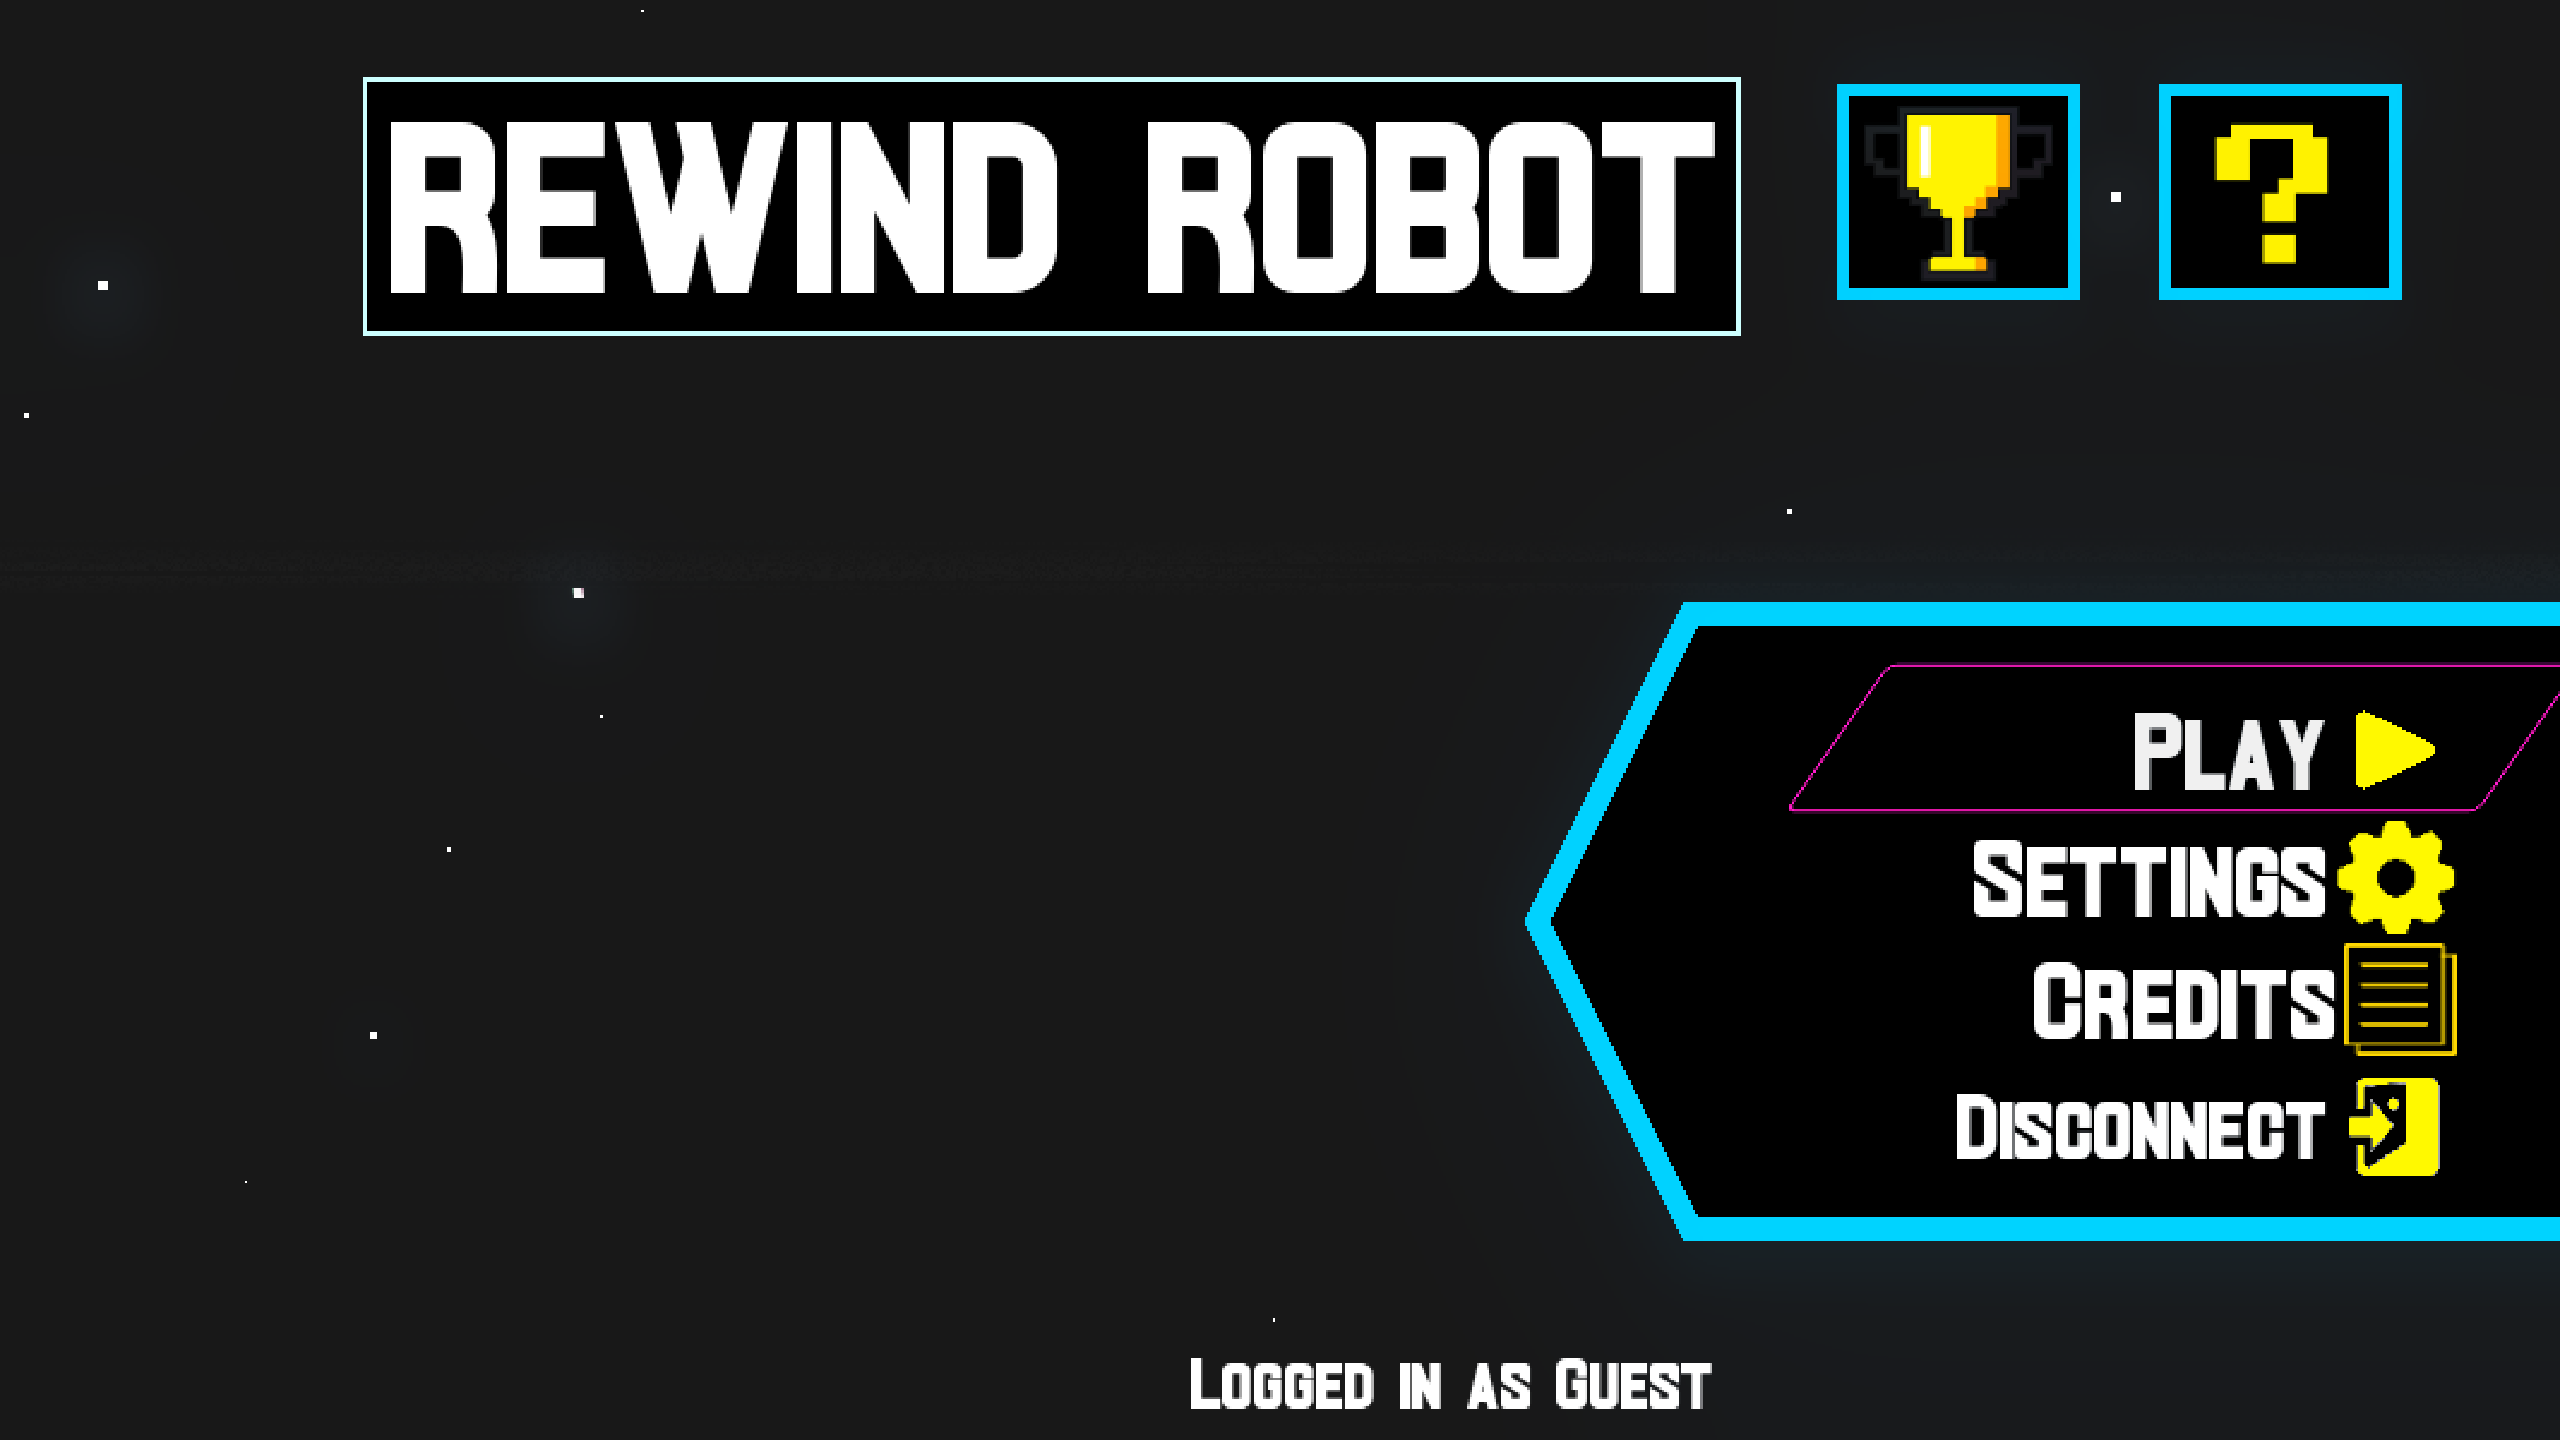 REWIND ROBOT
?
PLAY
SETTINGS
CREDITS
DISCONNECT
LOGGED IN AS GUEST